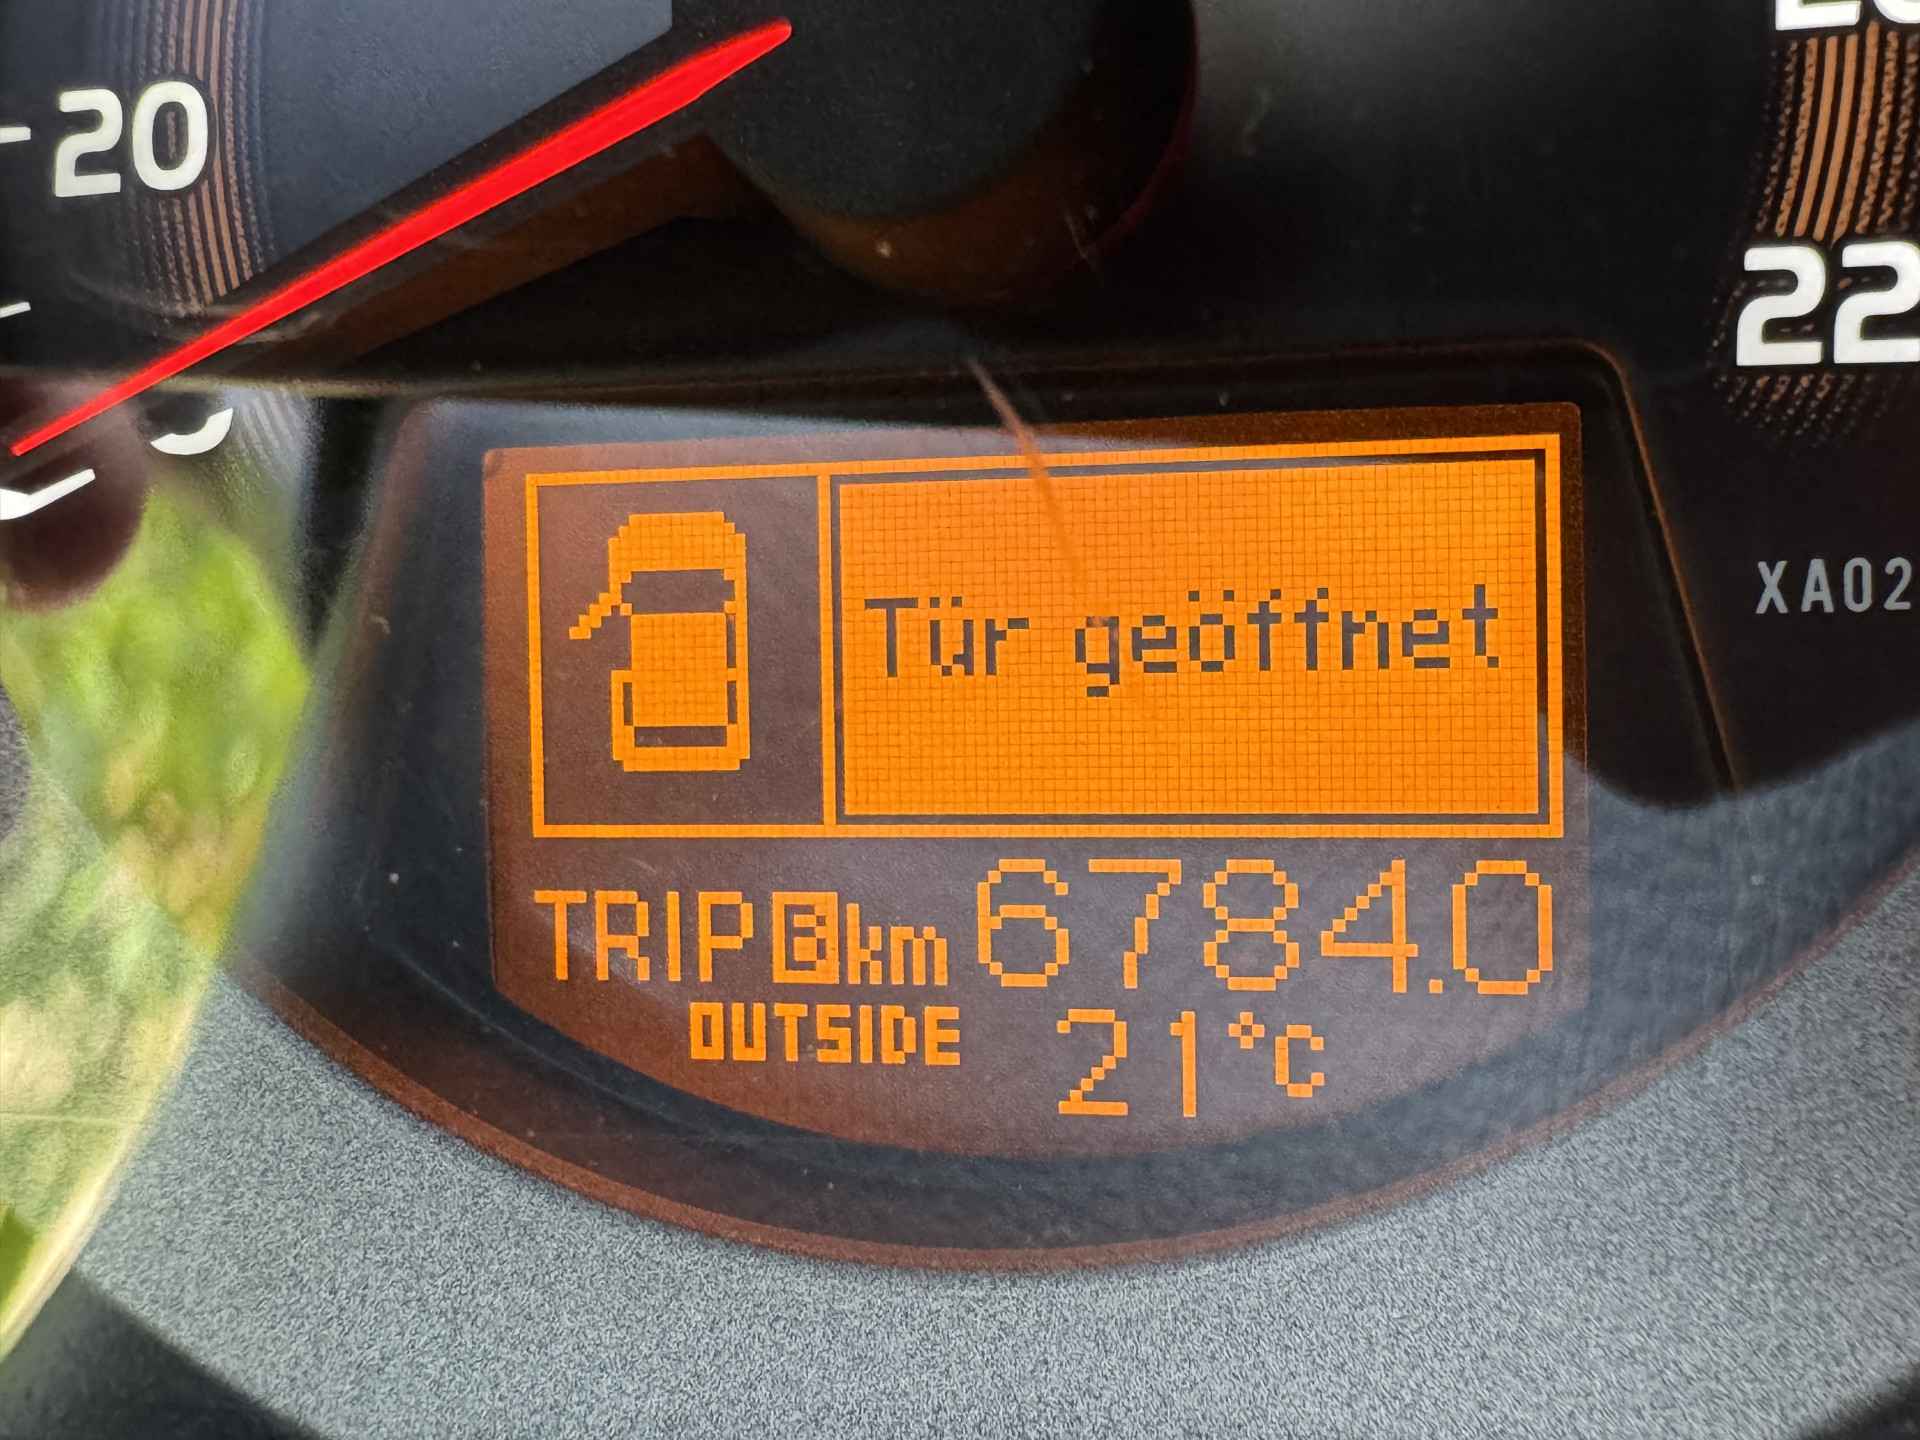 20
22
XA02
Tür geöffnet
TRIP B km 6784.0
OUTSIDE 21°C